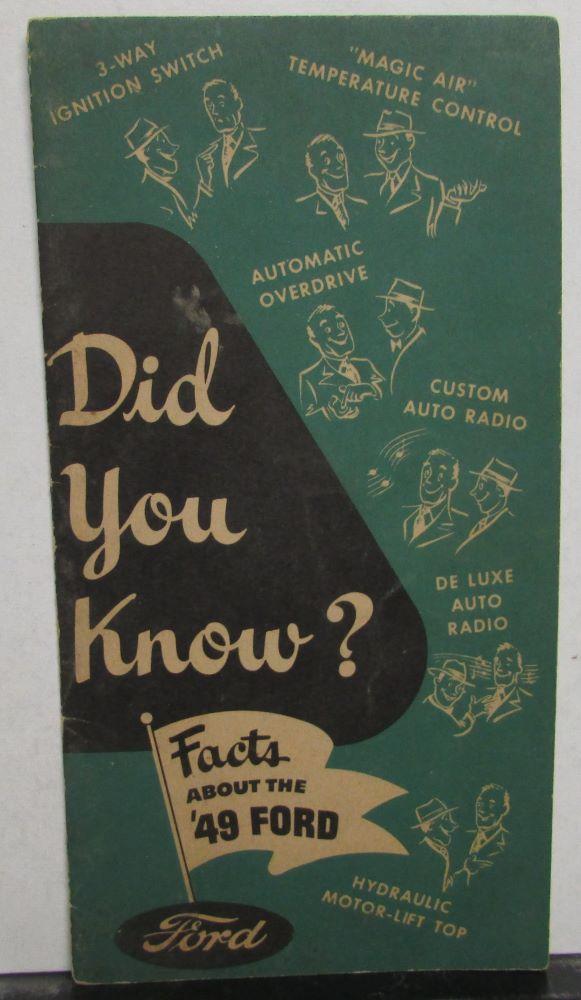 3-WAY
IGNITION SWITCH
"MAGIC AIR"
TEMPERATURE CONTROL
AUTOMATIC
OVERDRIVE
CUSTOM
AUTO RADIO
DE LUXE
AUTO
RADIO
HYDRAULIC
MOTOR-LIFT TOP
Did
You
Know?
Facts
ABOUT THE
'49 FORD
Ford